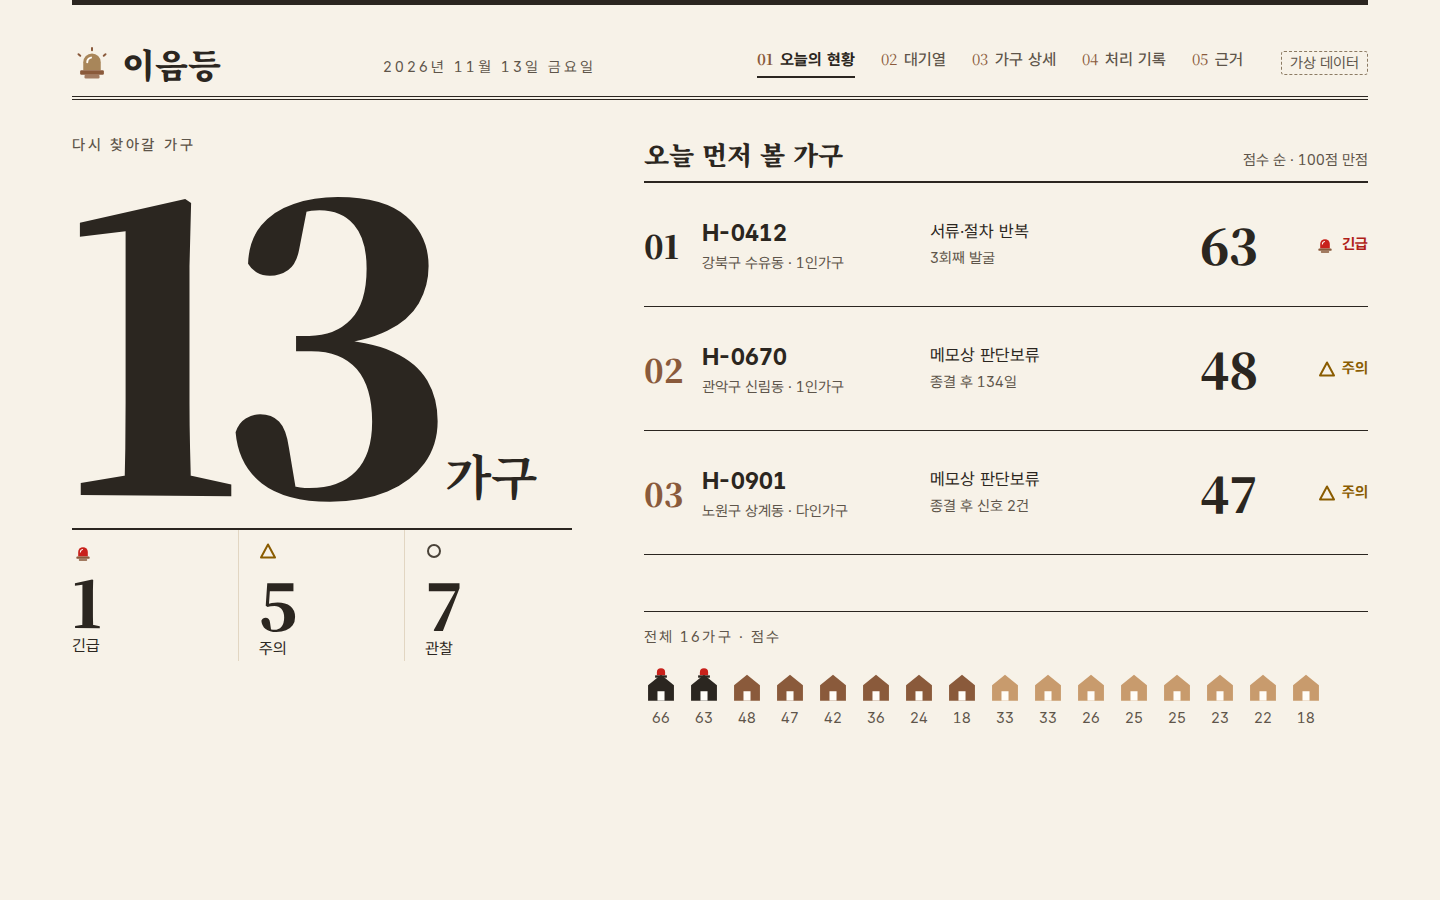 이음등
2026년 11월 13일 금요일
01 오늘의 현황
02 대기열
03 가구 상세
04 처리 기록
05 근거
가상 데이터
다시 찾아갈 가구
13가구
1
긴급
5
주의
7
관찰
오늘 먼저 볼 가구
점수 순 · 100점 만점
01
H-0412
강북구 수유동 · 1인가구
서류·절차 반복
3회째 발굴
63
긴급
02
H-0670
관악구 신림동 · 1인가구
메모상 판단보류
종결 후 134일
48
주의
03
H-0901
노원구 상계동 · 다인가구
메모상 판단보류
종결 후 신호 2건
47
주의
전체 16가구 · 점수
66 63 48 47 42 36 24 18 33 33 26 25 25 23 22 18